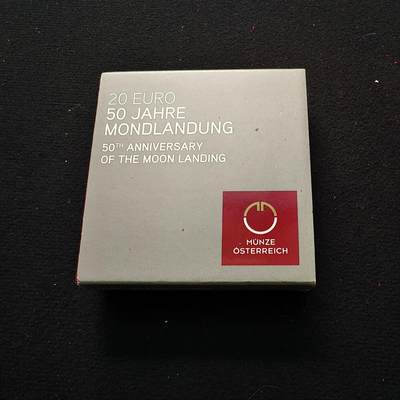 20 EURO
50 JAHRE
MONDLANDUNG
50TH ANNIVERSARY
OF THE MOON LANDING
MÜNZE
ÖSTERREICH